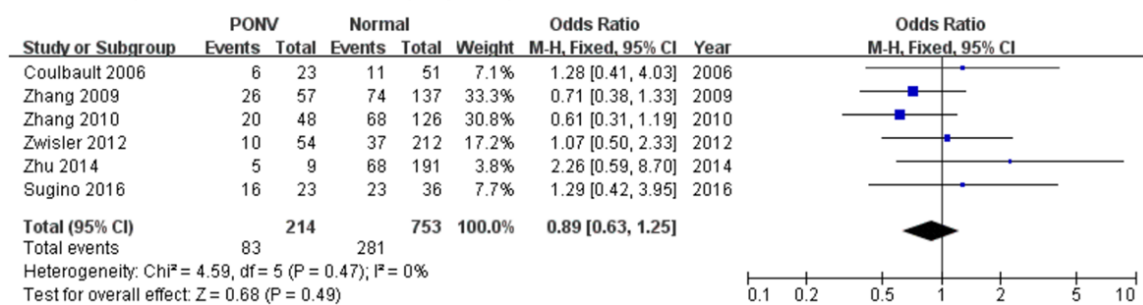 PONV Normal Odds Ratio Odds Ratio
Study or Subgroup Events Total Events Total Weight M-H, Fixed, 95% CI Year M-H, Fixed, 95% CI
Coulbault 2006 6 23 11 51 7.1% 1.28 [0.41, 4.03] 2006
Zhang 2009 26 57 74 137 33.3% 0.71 [0.38, 1.33] 2009
Zhang 2010 20 48 68 126 30.8% 0.61 [0.31, 1.19] 2010
Zwisler 2012 10 54 37 212 17.2% 1.07 [0.50, 2.33] 2012
Zhu 2014 5 9 68 191 3.8% 2.26 [0.59, 8.70] 2014
Sugino 2016 16 23 23 36 7.7% 1.29 [0.42, 3.95] 2016
Total (95% CI) 214 753 100.0% 0.89 [0.63, 1.25]
Total events 83 281
Heterogeneity: Chi² = 4.59, df = 5 (P = 0.47); I² = 0%
Test for overall effect: Z = 0.68 (P = 0.49)
0.1 0.2 0.5 1 2 5 10